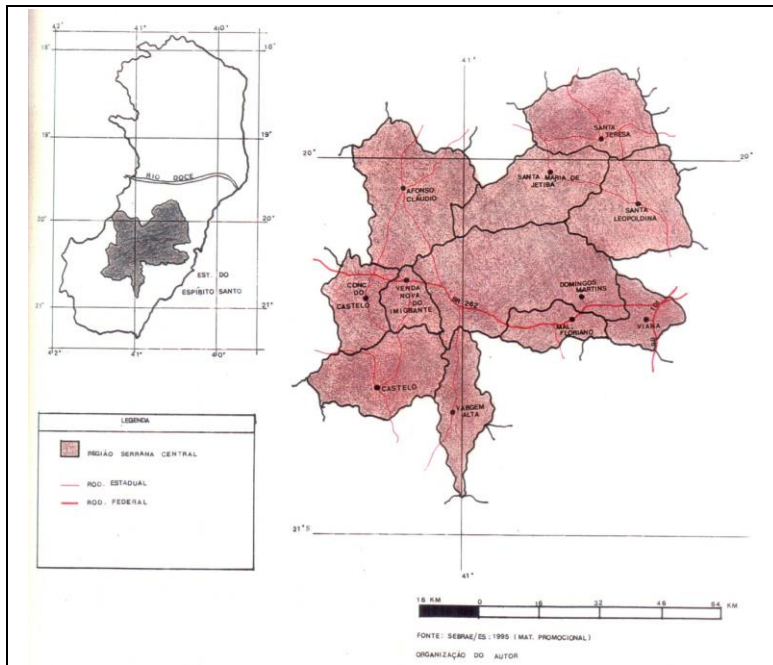 42°
41°
40°
18°
18°
19°
19°
RIO DOCE
20°
20°
EST. DO
ESPÍRITO SANTO
21°
21°
42°
41°
40°
LEGENDA
REGIÃO SERRANA CENTRAL
ROD. ESTADUAL
ROD. FEDERAL
41°
20°
20°
SANTA
TERESA
SANTA MARIA DE
JETIBA
AFONSO
CLÁUDIO
SANTA
LEOPOLDINA
CONC.
DO
CASTELO
VENDA
NOVA
DO
IMIGRANTE
BR 262
DOMINGOS
MARTINS
MAL.
FLORIANO
VIANA
BR 101
CASTELO
VARGEM
ALTA
21° S
41°
16 KM
0
16
32
48
64
KM
FONTE: SEBRAE/ES: 1995 (MAT. PROMOCIONAL)
ORGANIZAÇÃO DO AUTOR